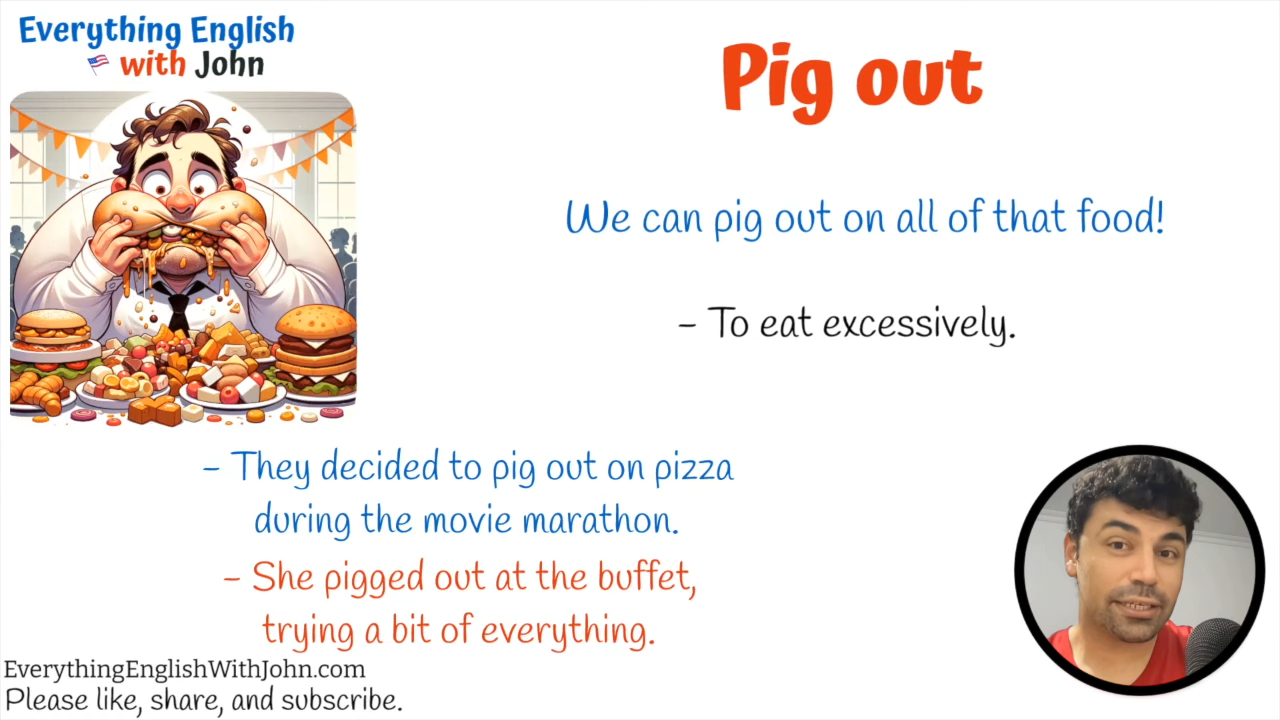 Everything English
with John
Pig out
We can pig out on all of that food!
- To eat excessively.
- They decided to pig out on pizza
during the movie marathon.
- She pigged out at the buffet,
trying a bit of everything.
EverythingEnglishWithJohn.com
Please like, share, and subscribe.